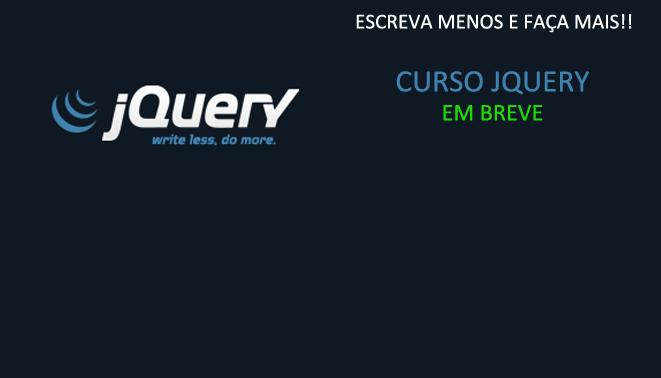 ESCREVA MENOS E FAÇA MAIS!!
CURSO JQUERY
EM BREVE
jQuery
write less, do more.